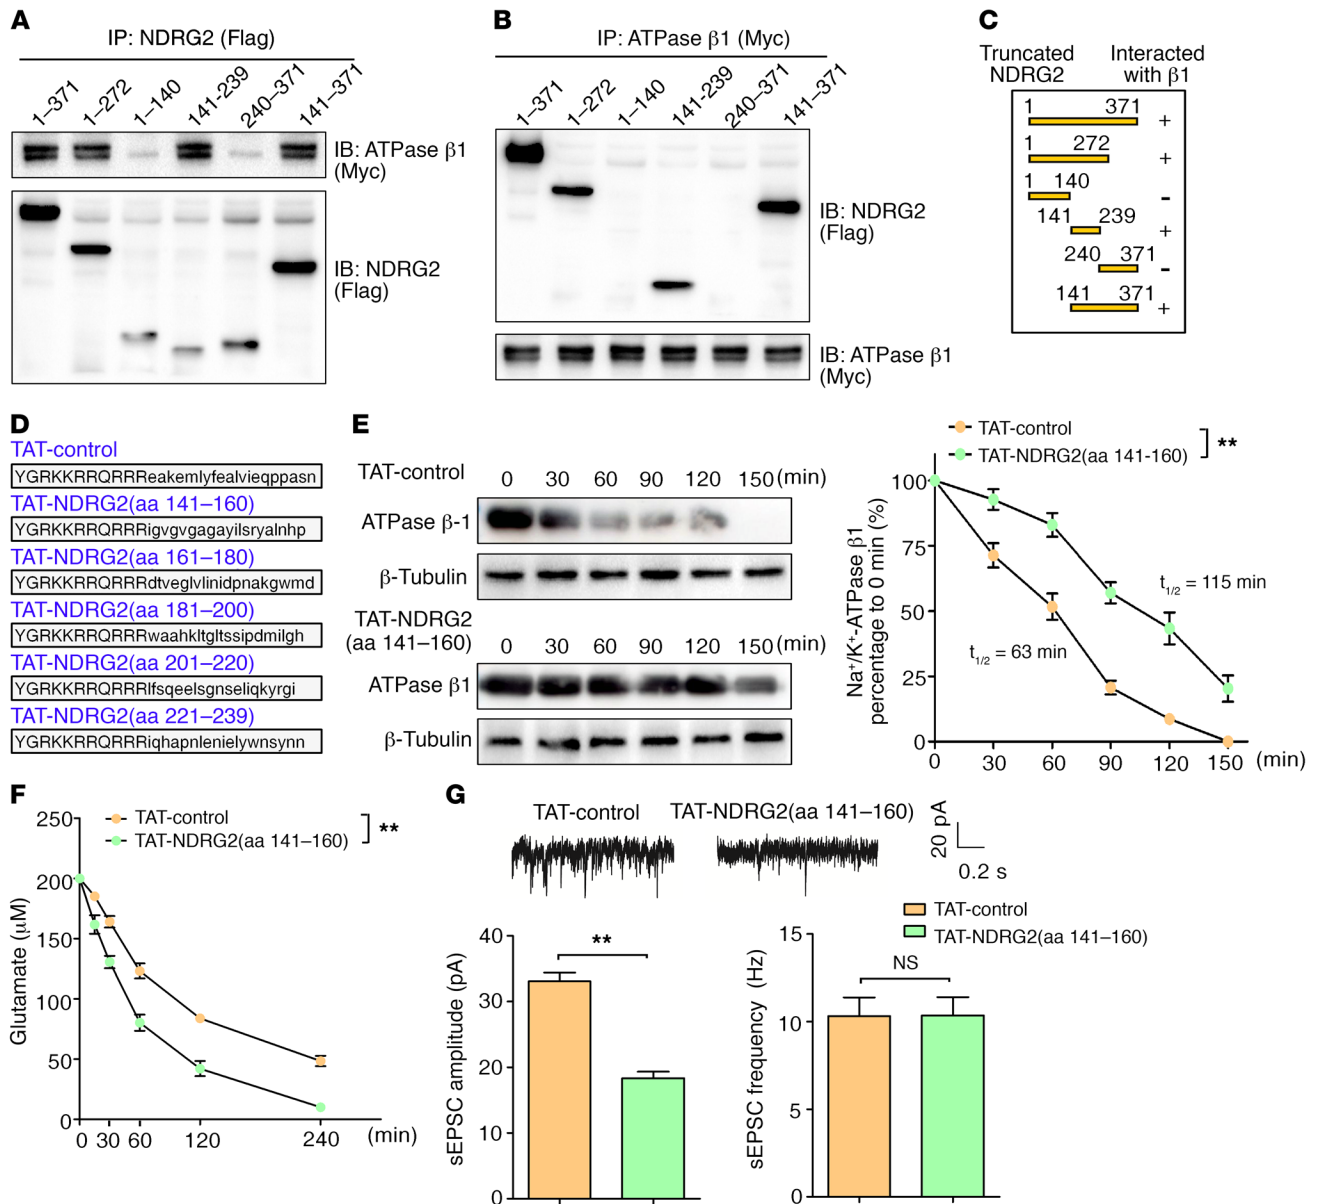 A
IP: NDRG2 (Flag)
1–371
1–272
1–140
141-239
240–371
141–371
IB: ATPase β1
(Myc)
IB: NDRG2
(Flag)
B
IP: ATPase β1 (Myc)
1–371
1–272
1–140
141-239
240–371
141–371
IB: NDRG2
(Flag)
IB: ATPase β1
(Myc)
C
Truncated
NDRG2
Interacted
with β1
1 371 +
1 272 +
1 140 -
141 239 +
240 371 -
141 371 +
D
TAT-control
YGRKKRRQRRReakemlyfealvieqppasn
TAT-NDRG2(aa 141–160)
YGRKKRRQRRRigvgvgagayilsryalnhp
TAT-NDRG2(aa 161–180)
YGRKKRRQRRRdtveglvlinidpnakgwmd
TAT-NDRG2(aa 181–200)
YGRKKRRQRRRwaahkltgltssipdmilgh
TAT-NDRG2(aa 201–220)
YGRKKRRQRRRlfsqeelsgnseliqkyrgi
TAT-NDRG2(aa 221–239)
YGRKKRRQRRRiqhapnlenielywnsynn
E
TAT-control 0 30 60 90 120 150 (min)
ATPase β-1
β-Tubulin
TAT-NDRG2
(aa 141–160) 0 30 60 90 120 150 (min)
ATPase β1
β-Tubulin
TAT-control
TAT-NDRG2(aa 141-160)
**
Na+/K+-ATPase β1
percentage to 0 min (%)
100
75
50
25
0
t1/2 = 115 min
t1/2 = 63 min
0 30 60 90 120 150 (min)
F
TAT-control
TAT-NDRG2(aa 141–160)
**
Glutamate (μM)
250
200
150
100
50
0
0 30 60 120 240 (min)
G
TAT-control TAT-NDRG2(aa 141–160)
20 pA
0.2 s
TAT-control
TAT-NDRG2(aa 141–160)
sEPSC amplitude (pA)
40
30
20
10
0
**
sEPSC frequency (Hz)
15
10
5
0
NS